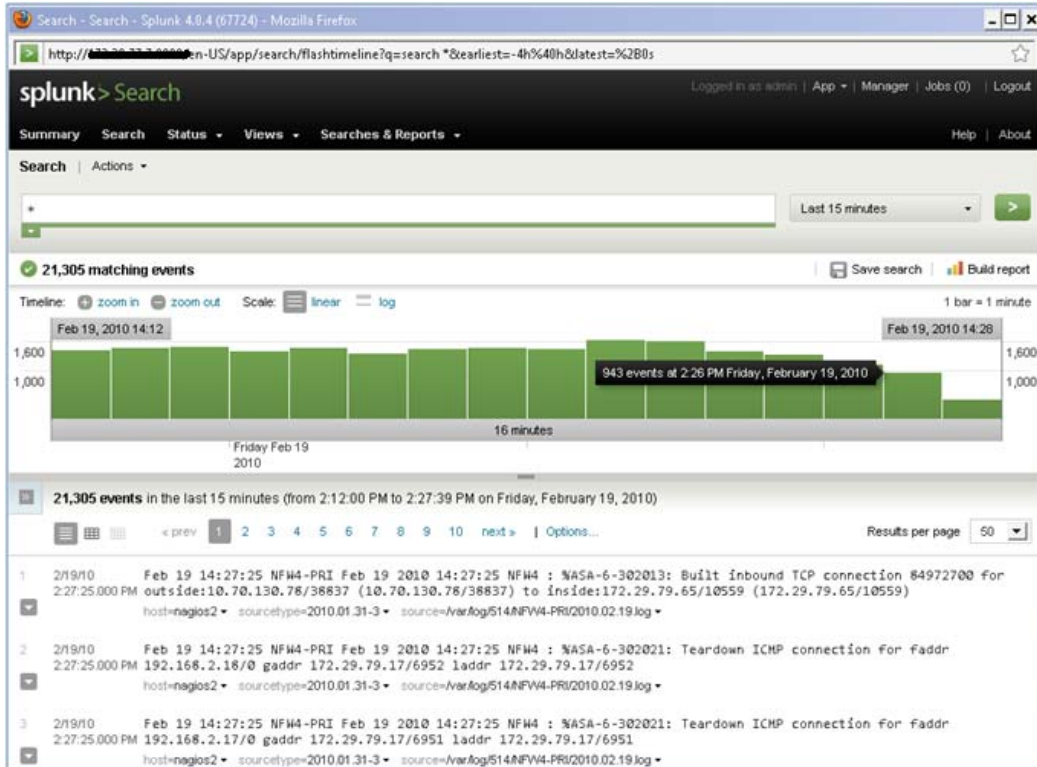 Search - Search - Splunk 4.0.4 (67724) - Mozilla Firefox
http:// en-US/app/search/flashtimeline?q=search *&earliest=-4h%40h&latest=%2B0s
splunk>Search
Logged in as admin | App | Manager | Jobs (0) | Logout
Summary Search Status Views Searches & Reports Help | About
Search | Actions
* Last 15 minutes >
21,305 matching events Save search | Build report
Timeline: zoom in zoom out Scale: linear log 1 bar = 1 minute
Feb 19, 2010 14:12 Feb 19, 2010 14:28
1,600 1,600
943 events at 2:26 PM Friday, February 19, 2010
1,000 1,000
16 minutes
Friday Feb 19
2010
21,305 events in the last 15 minutes (from 2:12:00 PM to 2:27:39 PM on Friday, February 19, 2010)
« prev 1 2 3 4 5 6 7 8 9 10 next » | Options... Results per page 50
1 2/19/10 Feb 19 14:27:25 NFW4-PRI Feb 19 2010 14:27:25 NFW4 : %ASA-6-302013: Built inbound TCP connection 84972700 for
2:27:25.000 PM outside:10.70.130.78/38837 (10.70.130.78/38837) to inside:172.29.79.65/10559 (172.29.79.65/10559)
host=nagios2 sourcetype=2010.01.31-3 source=/var/log/514/NFW4-PRI/2010.02.19.log
2 2/19/10 Feb 19 14:27:25 NFW4-PRI Feb 19 2010 14:27:25 NFW4 : %ASA-6-302021: Teardown ICMP connection for faddr
2:27:25.000 PM 192.168.2.18/0 gaddr 172.29.79.17/6952 laddr 172.29.79.17/6952
host=nagios2 sourcetype=2010.01.31-3 source=/var/log/514/NFW4-PRI/2010.02.19.log
3 2/19/10 Feb 19 14:27:25 NFW4-PRI Feb 19 2010 14:27:25 NFW4 : %ASA-6-302021: Teardown ICMP connection for faddr
2:27:25.000 PM 192.168.2.17/0 gaddr 172.29.79.17/6951 laddr 172.29.79.17/6951
host=nagios2 sourcetype=2010.01.31-3 source=/var/log/514/NFW4-PRI/2010.02.19.log